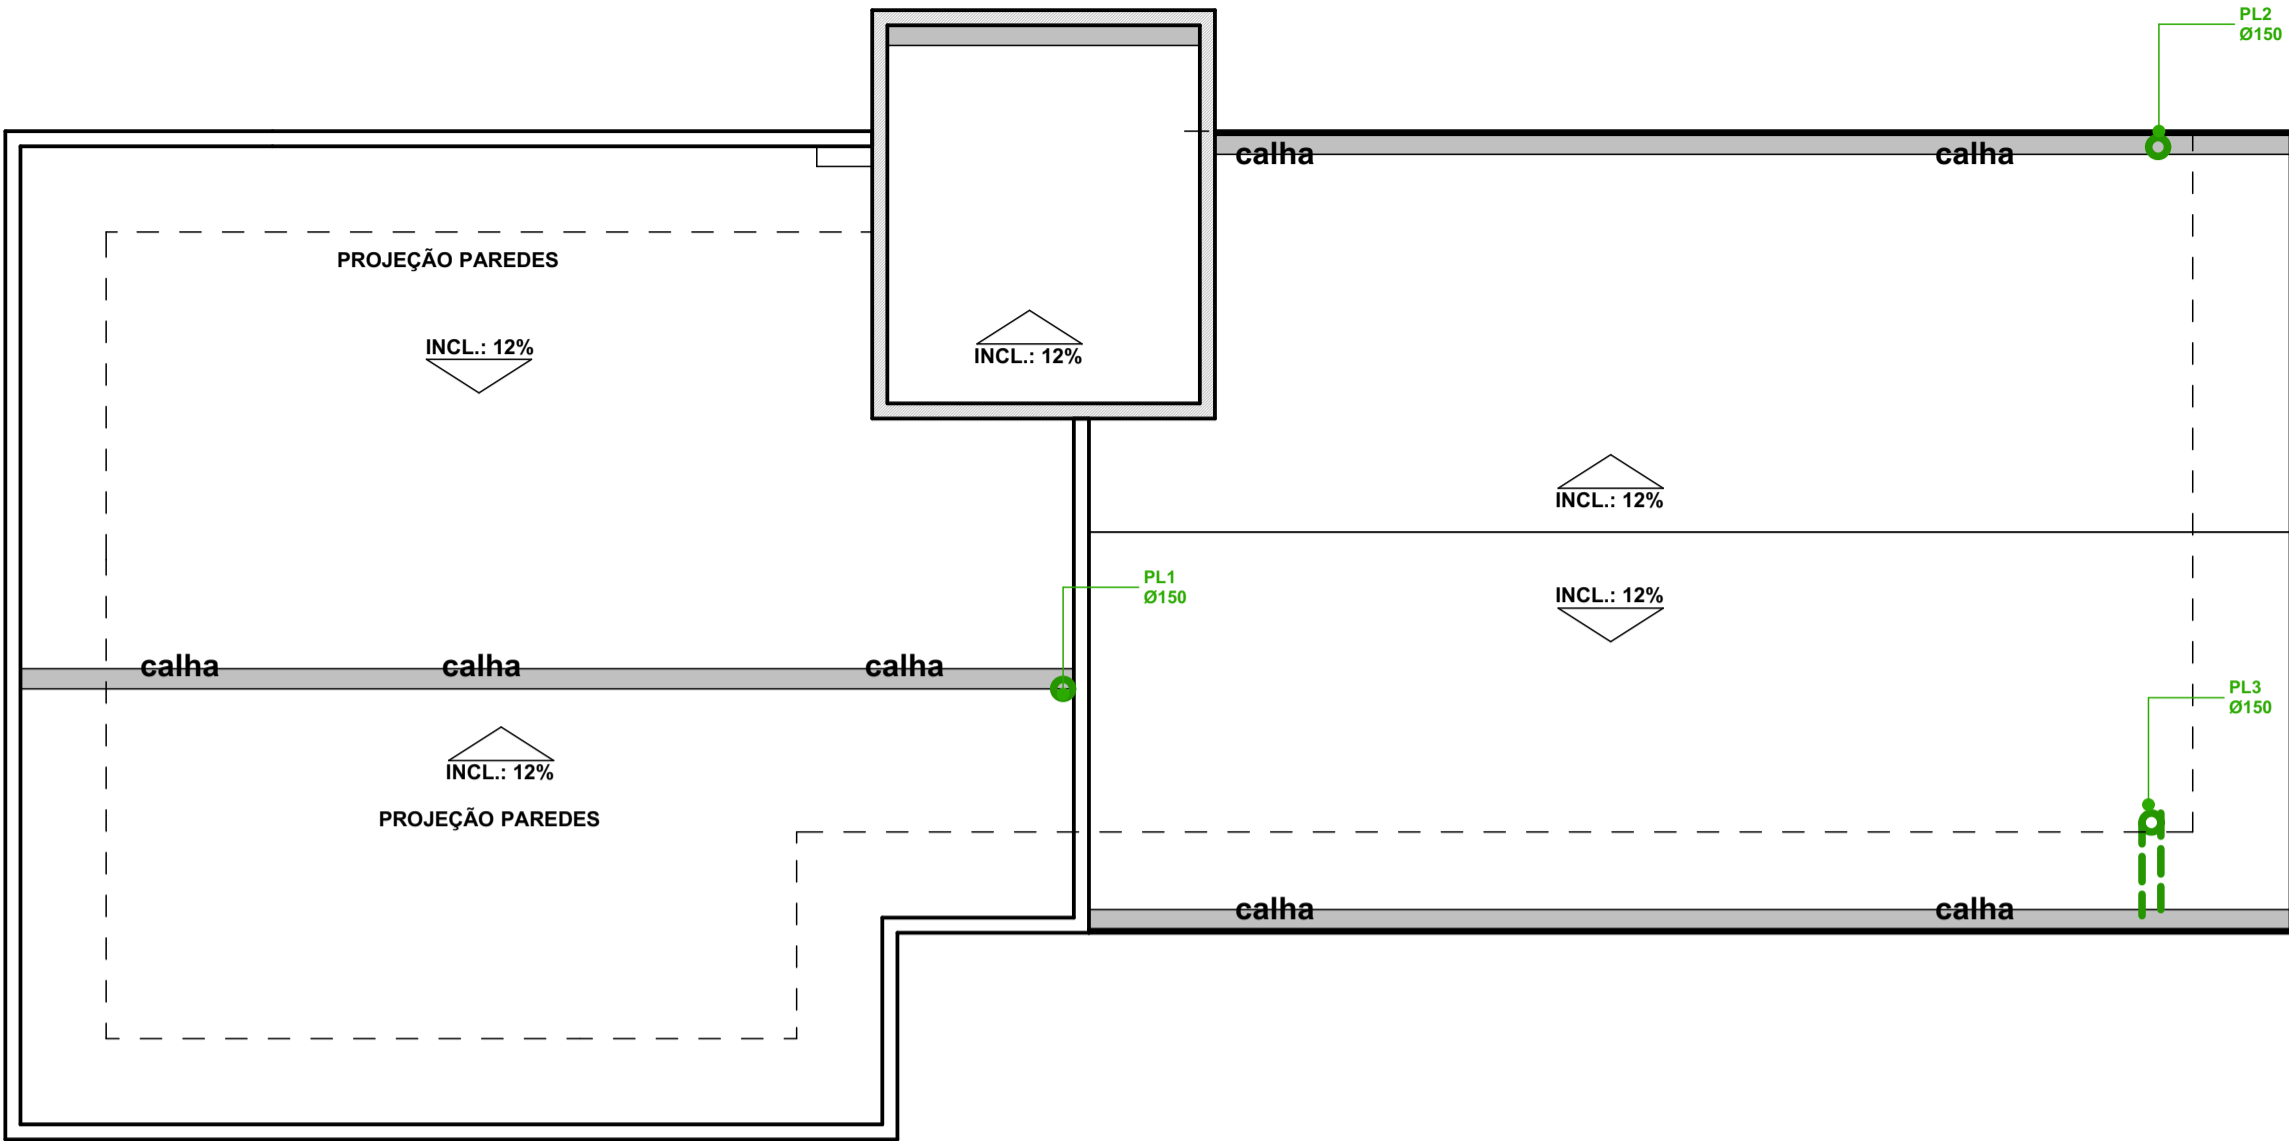 PL2
Ø150
calha
calha
PROJEÇÃO PAREDES
INCL.: 12%
INCL.: 12%
INCL.: 12%
PL1
Ø150
INCL.: 12%
calha
calha
calha
PL3
Ø150
INCL.: 12%
PROJEÇÃO PAREDES
calha
calha